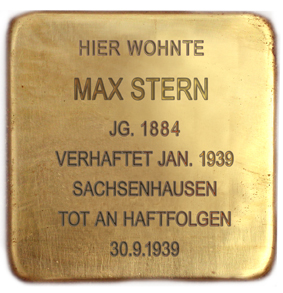 HIER WOHNTE
MAX STERN
JG. 1884
VERHAFTET JAN. 1939
SACHSENHAUSEN
TOT AN HAFTFOLGEN
30.9.1939